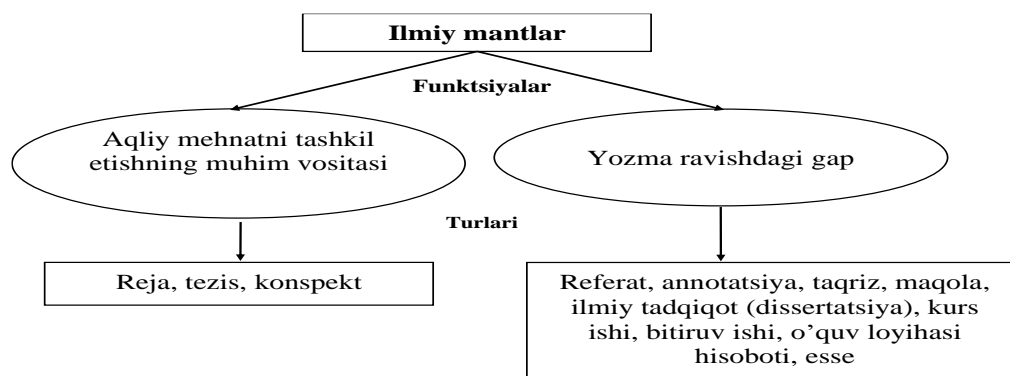 Ilmiy mantlar
Funktsiyalar
Aqliy mehnatni tashkil
etishning muhim vositasi
Yozma ravishdagi gap
Turlari
Reja, tezis, konspekt
Referat, annotatsiya, taqriz, maqola,
ilmiy tadqiqot (dissertatsiya), kurs
ishi, bitiruv ishi, o’quv loyihasi
hisoboti, esse